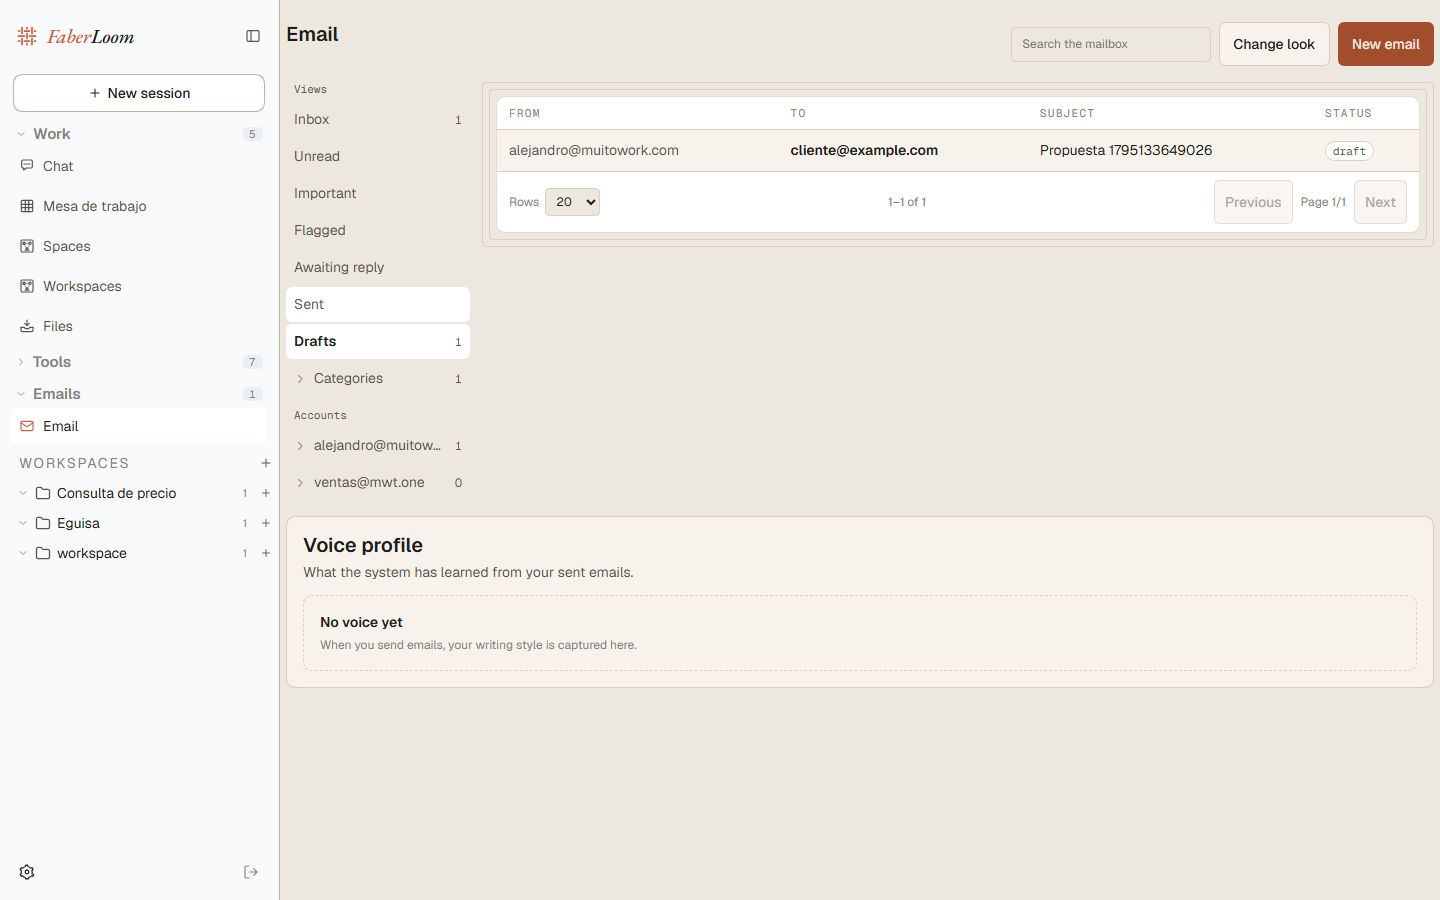 FaberLoom
New session
Work 5
Chat
Mesa de trabajo
Spaces
Workspaces
Files
Tools 7
Emails 1
Email
WORKSPACES
Consulta de precio 1
Eguisa 1
workspace 1
Email
Search the mailbox
Change look
New email
Views
Inbox 1
Unread
Important
Flagged
Awaiting reply
Sent
Drafts 1
Categories 1
Accounts
alejandro@muitow... 1
ventas@mwt.one 0
FROM TO SUBJECT STATUS
alejandro@muitowork.com cliente@example.com Propuesta 1795133649026 draft
Rows 20 1–1 of 1 Previous Page 1/1 Next
Voice profile
What the system has learned from your sent emails.
No voice yet
When you send emails, your writing style is captured here.